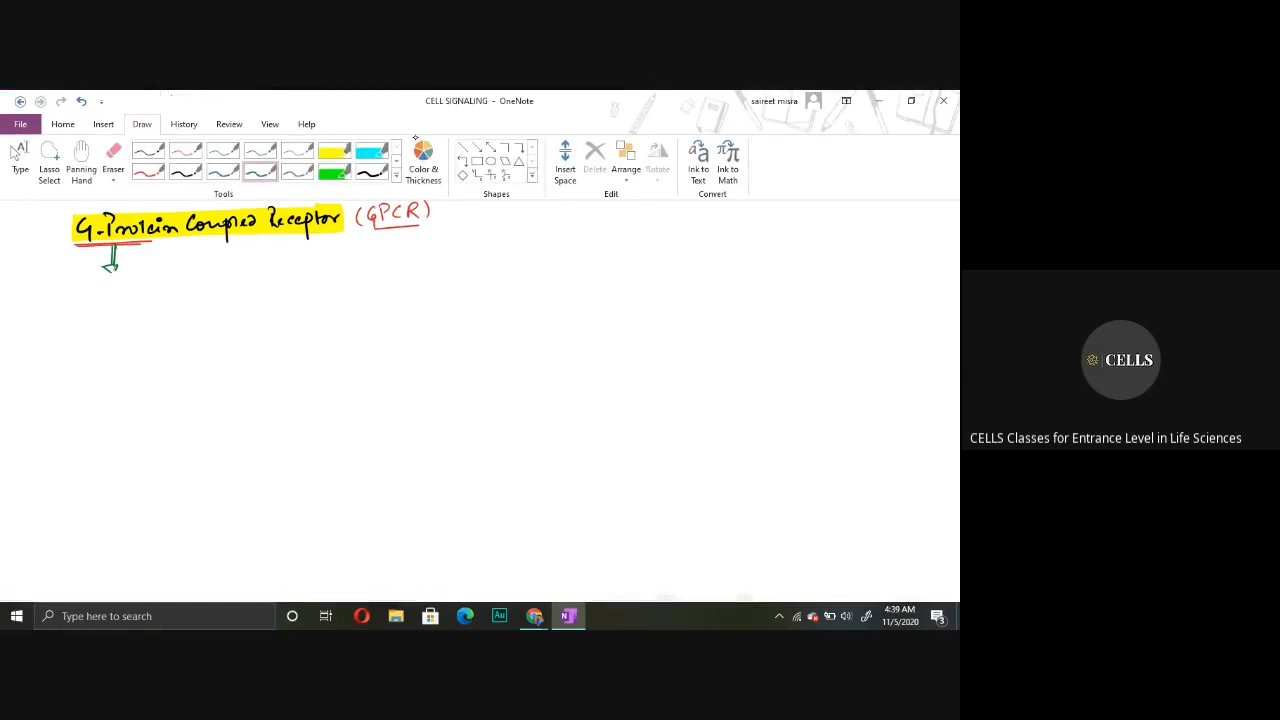 CELL SIGNALING - OneNote
saireet misra
File Home Insert Draw History Review View Help
Type Lasso Select Panning Hand Eraser Color & Thickness Insert Space Delete Arrange Rotate Ink to Text Ink to Math
Tools Shapes Edit Convert
G-Protein Coupled Receptor (GPCR)
CELLS
CELLS Classes for Entrance Level in Life Sciences
Type here to search
Au
N
4:39 AM
11/5/2020
3